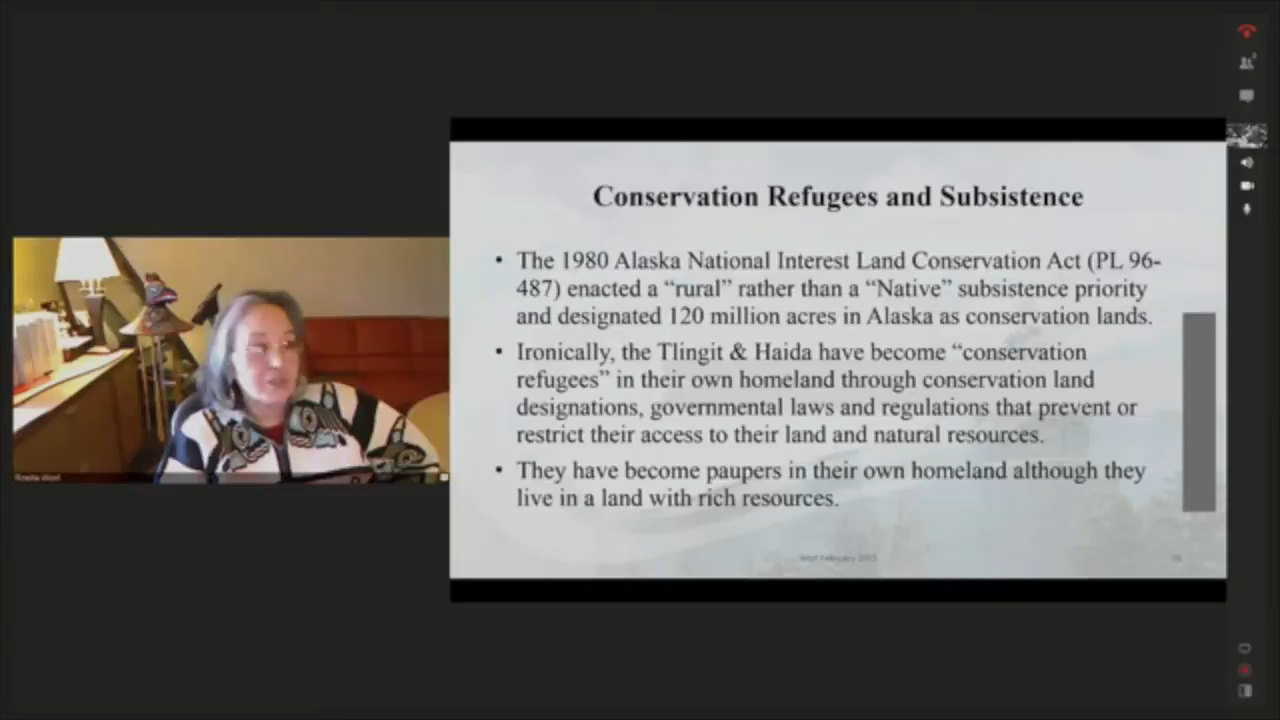 Conservation Refugees and Subsistence
• The 1980 Alaska National Interest Land Conservation Act (PL 96-
487) enacted a “rural” rather than a “Native” subsistence priority
and designated 120 million acres in Alaska as conservation lands.
• Ironically, the Tlingit & Haida have become “conservation
refugees” in their own homeland through conservation land
designations, governmental laws and regulations that prevent or
restrict their access to their land and natural resources.
• They have become paupers in their own homeland although they
live in a land with rich resources.